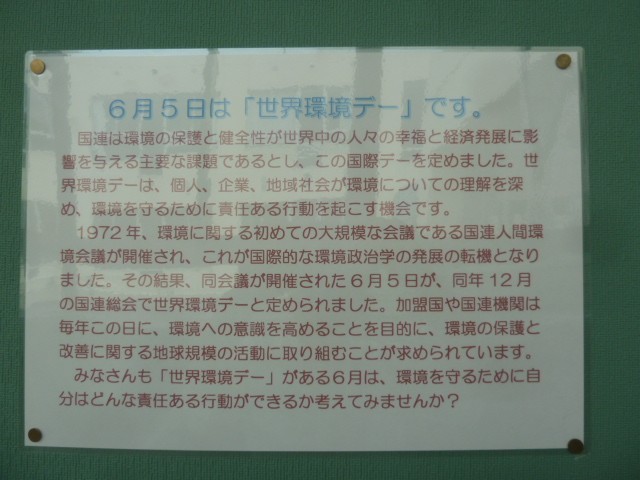 6月5日は「世界環境デー」です。
国連は環境の保護と健全性が世界中の人々の幸福と経済発展に影
響を与える主要な課題であるとし、この国際デーを定めました。世
界環境デーは、個人、企業、地域社会が環境についての理解を深
め、環境を守るために責任ある行動を起こす機会です。
1972年、環境に関する初めての大規模な会議である国連人間環
境会議が開催され、これが国際的な環境政治学の発展の転機となり
ました。その結果、同会議が開催された6月5日が、同年12月
の国連総会で世界環境デーと定められました。加盟国や国連機関は
毎年この日に、環境への意識を高めることを目的に、環境の保護と
改善に関する地球規模の活動に取り組むことが求められています。
みなさんも「世界環境デー」がある6月は、環境を守るために自
分はどんな責任ある行動ができるか考えてみませんか？